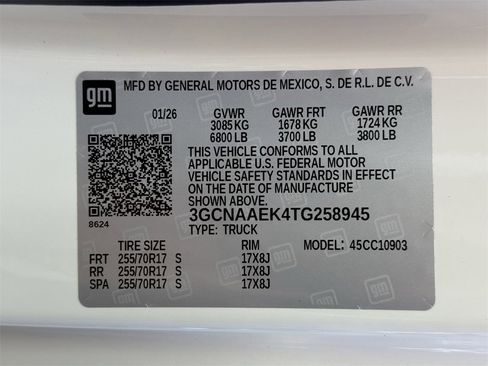 gm
MFD BY GENERAL MOTORS DE MEXICO, S. DE R.L. DE C.V.
01/26 GVWR GAWR FRT GAWR RR
3085 KG 1678 KG 1724 KG
6800 LB 3700 LB 3800 LB
THIS VEHICLE CONFORMS TO ALL
APPLICABLE U.S. FEDERAL MOTOR
VEHICLE SAFETY STANDARDS IN EFFECT
ON THE DATE OF MANUFACTURE
SHOWN ABOVE.
8624
3GCNAAEK4TG258945
TYPE: TRUCK
TIRE SIZE RIM MODEL: 45CC10903
FRT 255/70R17 S 17X8J
RR 255/70R17 S 17X8J
SPA 255/70R17 S 17X8J